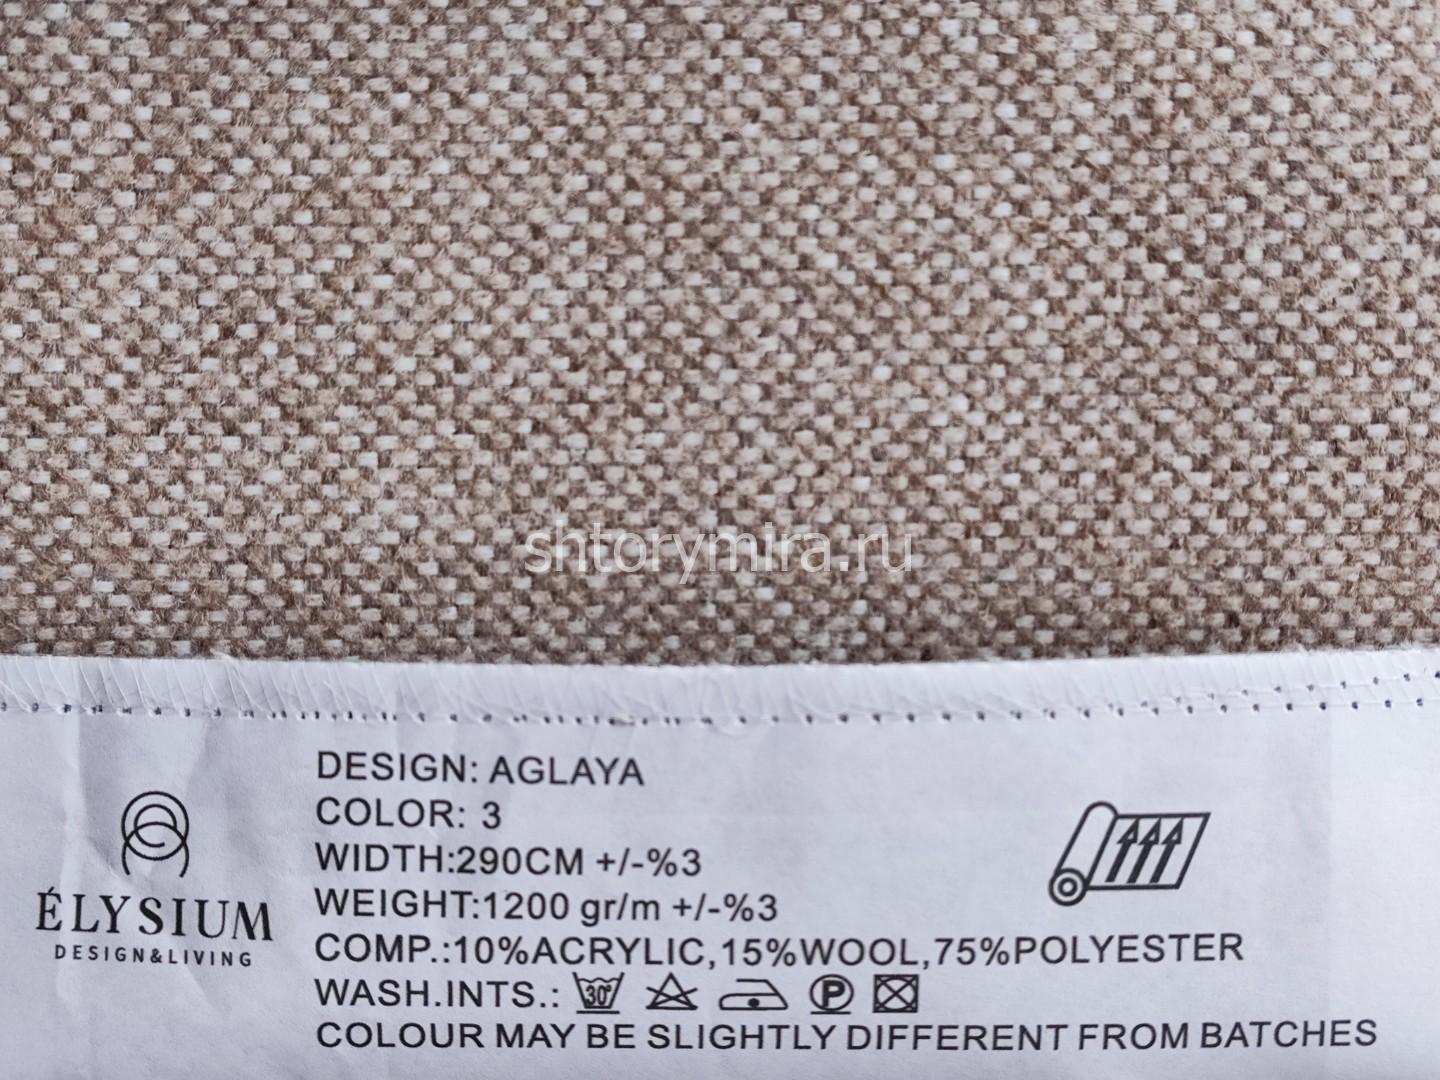 shtorymira.ru
DESIGN: AGLAYA
COLOR: 3
WIDTH:290CM +/-%3
WEIGHT:1200 gr/m +/-%3
COMP.:10%ACRYLIC,15%WOOL,75%POLYESTER
WASH.INTS.: 30° P
COLOUR MAY BE SLIGHTLY DIFFERENT FROM BATCHES
ÉLYSIUM
DESIGN&LIVING